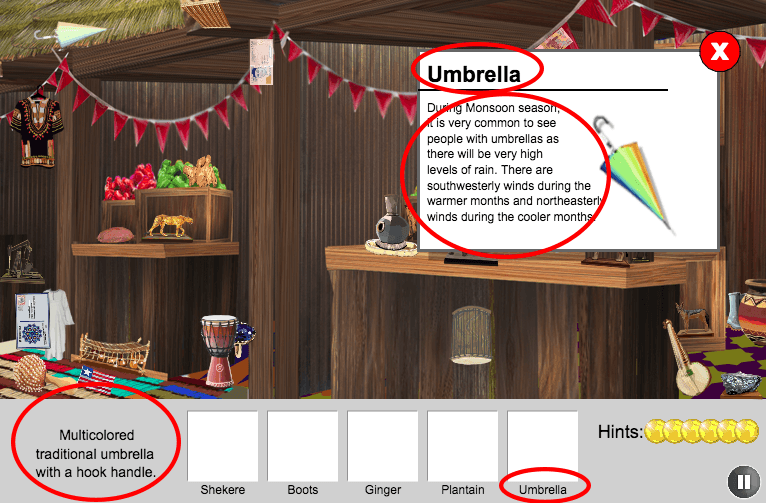 X
Umbrella
During Monsoon season,
it is very common to see
people with umbrellas as
there will be very high
levels of rain. There are
southwesterly winds during the
warmer months and northeasterly
winds during the cooler months.
Multicolored
traditional umbrella
with a hook handle.
Hints:
Shekere Boots Ginger Plantain Umbrella